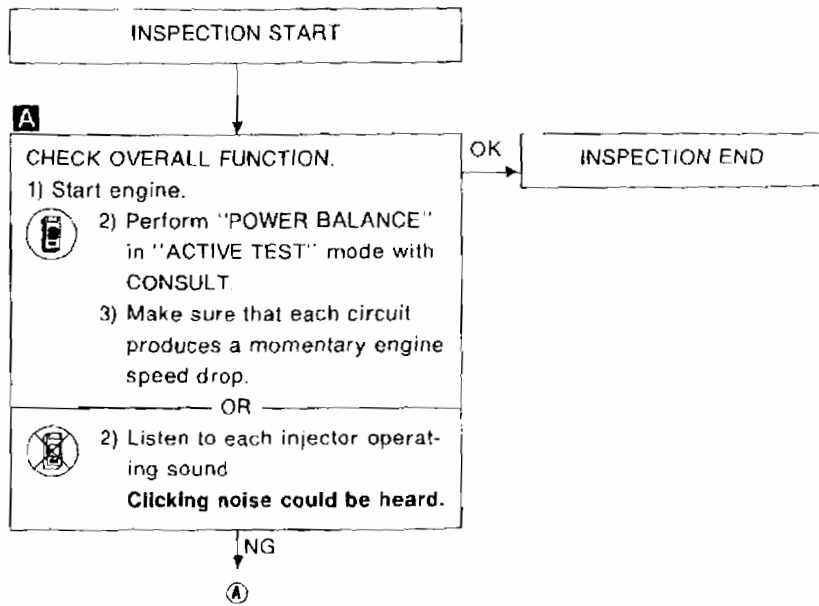 INSPECTION START
A
CHECK OVERALL FUNCTION.
OK
INSPECTION END
1) Start engine.
2) Perform "POWER BALANCE"
in "ACTIVE TEST" mode with
CONSULT
3) Make sure that each circuit
produces a momentary engine
speed drop.
OR
2) Listen to each injector operat-
ing sound
Clicking noise could be heard.
NG
A